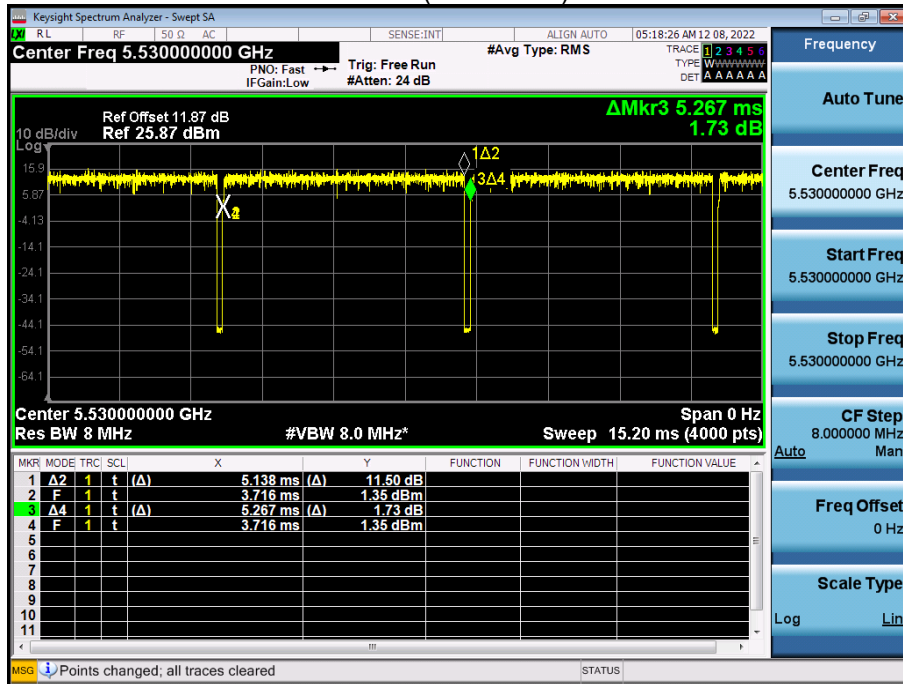 Keysight Spectrum Analyzer - Swept SA
LXI RL RF 50 Ω AC SENSE:INT ALIGN AUTO 05:18:26 AM 12 08, 2022
Center Freq 5.530000000 GHz #Avg Type: RMS TRACE 1 2 3 4 5 6
PNO: Fast Trig: Free Run TYPE WWWWWW
IFGain:Low #Atten: 24 dB DET A A A A A A
Ref Offset 11.87 dB ΔMkr3 5.267 ms
10 dB/div Ref 25.87 dBm 1.73 dB
Log
1Δ2
15.9
3Δ4
5.87
-4.13
-14.1
-24.1
-34.1
-44.1
-54.1
-64.1
Center 5.530000000 GHz Span 0 Hz
Res BW 8 MHz #VBW 8.0 MHz* Sweep 15.20 ms (4000 pts)
MKR MODE TRC SCL X Y FUNCTION FUNCTION WIDTH FUNCTION VALUE
1 Δ2 1 t (Δ) 5.138 ms (Δ) 11.50 dB
2 F 1 t 3.716 ms 1.35 dBm
3 Δ4 1 t (Δ) 5.267 ms (Δ) 1.73 dB
4 F 1 t 3.716 ms 1.35 dBm
5
6
7
8
9
10
11
MSG Points changed; all traces cleared STATUS
Frequency
Auto Tune
Center Freq
5.530000000 GHz
Start Freq
5.530000000 GHz
Stop Freq
5.530000000 GHz
CF Step
8.000000 MHz
Auto Man
Freq Offset
0 Hz
Scale Type
Log Lin